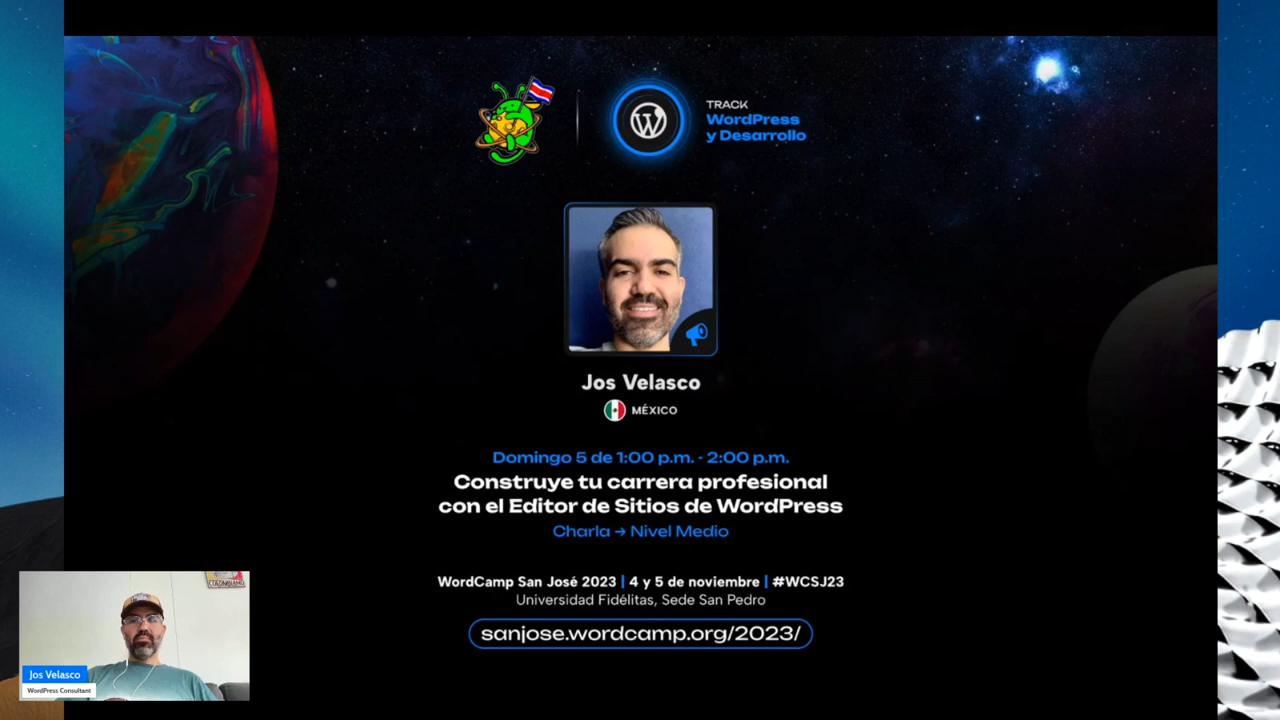 TRACK
WordPress
y Desarrollo
Jos Velasco
MÉXICO
Domingo 5 de 1:00 p.m. - 2:00 p.m.
Construye tu carrera profesional
con el Editor de Sitios de WordPress
Charla → Nivel Medio
WordCamp San José 2023 | 4 y 5 de noviembre | #WCSJ23
Universidad Fidélitas, Sede San Pedro
sanjose.wordcamp.org/2023/
Jos Velasco
WordPress Consultant